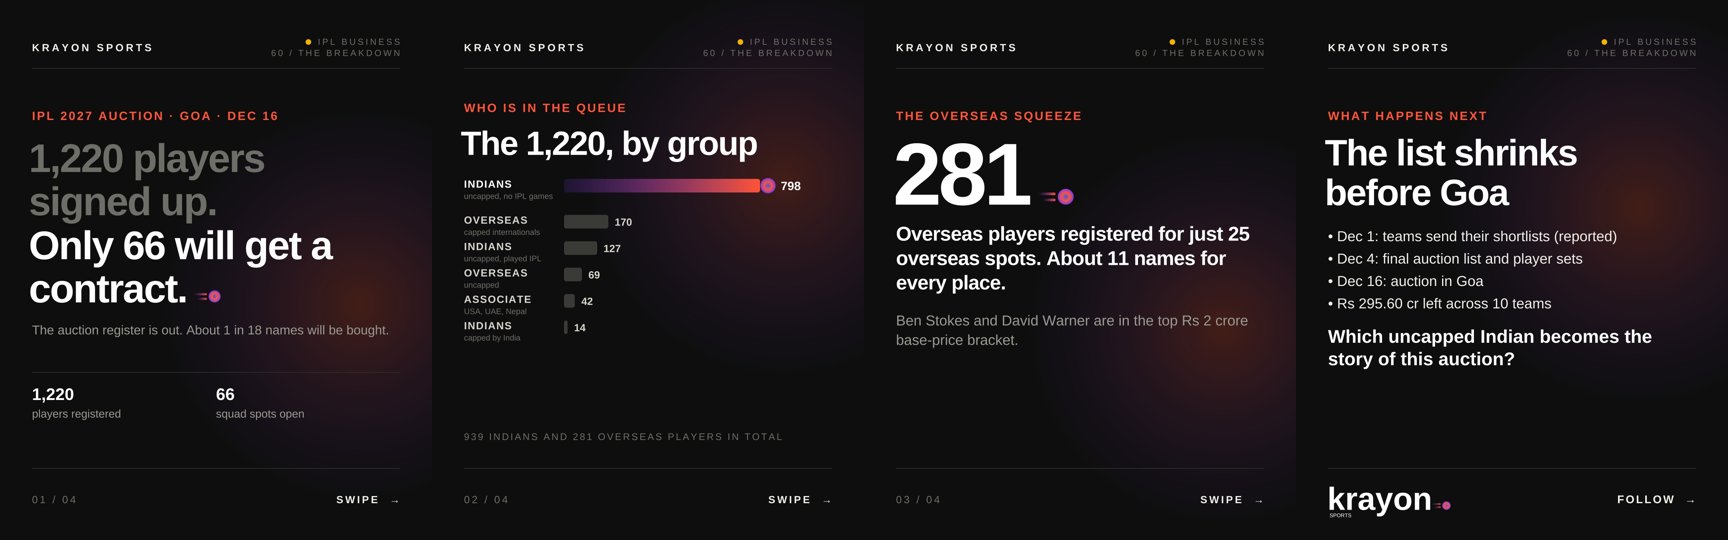 KRAYON SPORTS
IPL BUSINESS
60 / THE BREAKDOWN
IPL 2027 AUCTION · GOA · DEC 16
1,220 players
signed up.
Only 66 will get a
contract.
The auction register is out. About 1 in 18 names will be bought.
1,220
players registered
66
squad spots open
01 / 04
SWIPE →
KRAYON SPORTS
IPL BUSINESS
60 / THE BREAKDOWN
WHO IS IN THE QUEUE
The 1,220, by group
INDIANS
uncapped, no IPL games
798
OVERSEAS
capped internationals
170
INDIANS
uncapped, played IPL
127
OVERSEAS
uncapped
69
ASSOCIATE
USA, UAE, Nepal
42
INDIANS
capped by India
14
939 INDIANS AND 281 OVERSEAS PLAYERS IN TOTAL
02 / 04
SWIPE →
KRAYON SPORTS
IPL BUSINESS
60 / THE BREAKDOWN
THE OVERSEAS SQUEEZE
281
Overseas players registered for just 25
overseas spots. About 11 names for
every place.
Ben Stokes and David Warner are in the top Rs 2 crore
base-price bracket.
03 / 04
SWIPE →
KRAYON SPORTS
IPL BUSINESS
60 / THE BREAKDOWN
WHAT HAPPENS NEXT
The list shrinks
before Goa
• Dec 1: teams send their shortlists (reported)
• Dec 4: final auction list and player sets
• Dec 16: auction in Goa
• Rs 295.60 cr left across 10 teams
Which uncapped Indian becomes the
story of this auction?
krayon
SPORTS
FOLLOW →